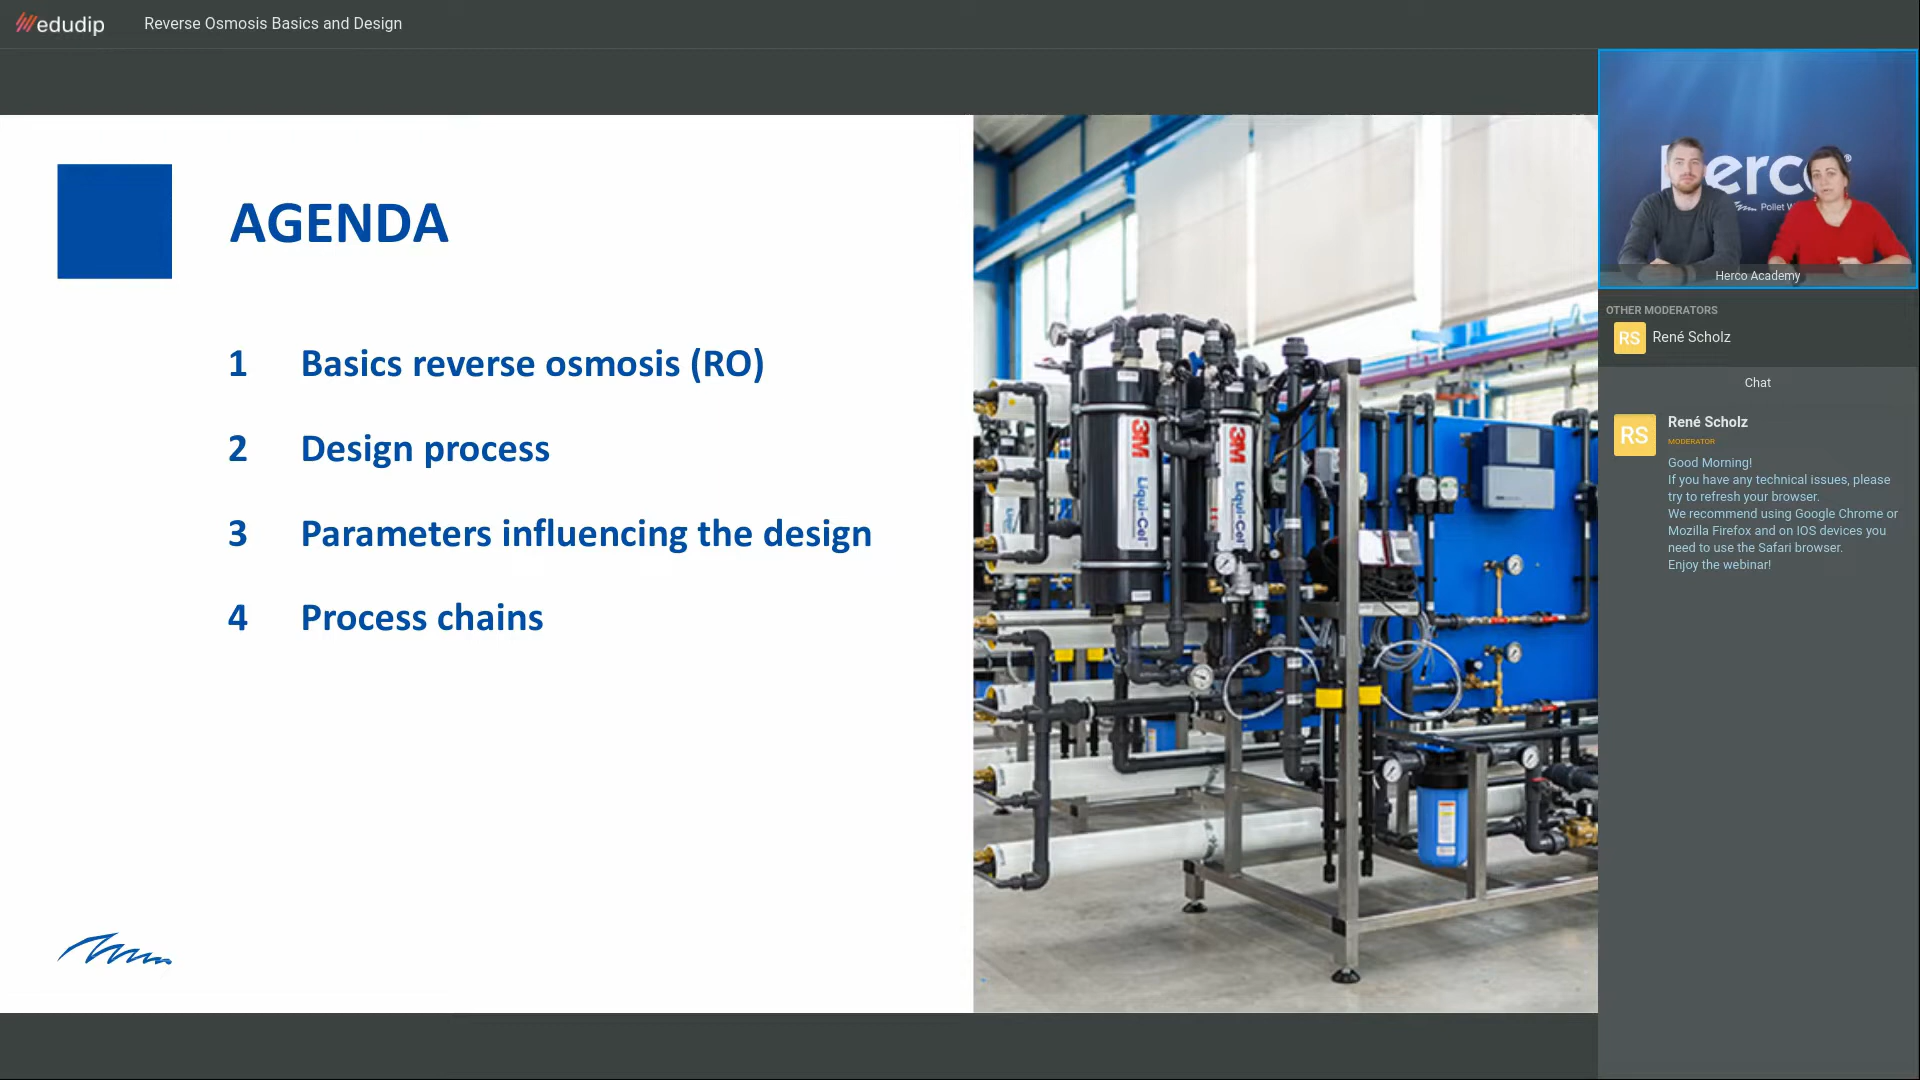 edudip
Reverse Osmosis Basics and Design
AGENDA
1 Basics reverse osmosis (RO)
2 Design process
3 Parameters influencing the design
4 Process chains
3M
Liqui-Cel
3M
Liqui-Cel
Herco
Pollet W
Herco Academy
OTHER MODERATORS
RS
René Scholz
Chat
RS
René Scholz
MODERATOR
Good Morning!
If you have any technical issues, please
try to refresh your browser.
We recommend using Google Chrome or
Mozilla Firefox and on IOS devices you
need to use the Safari browser.
Enjoy the webinar!